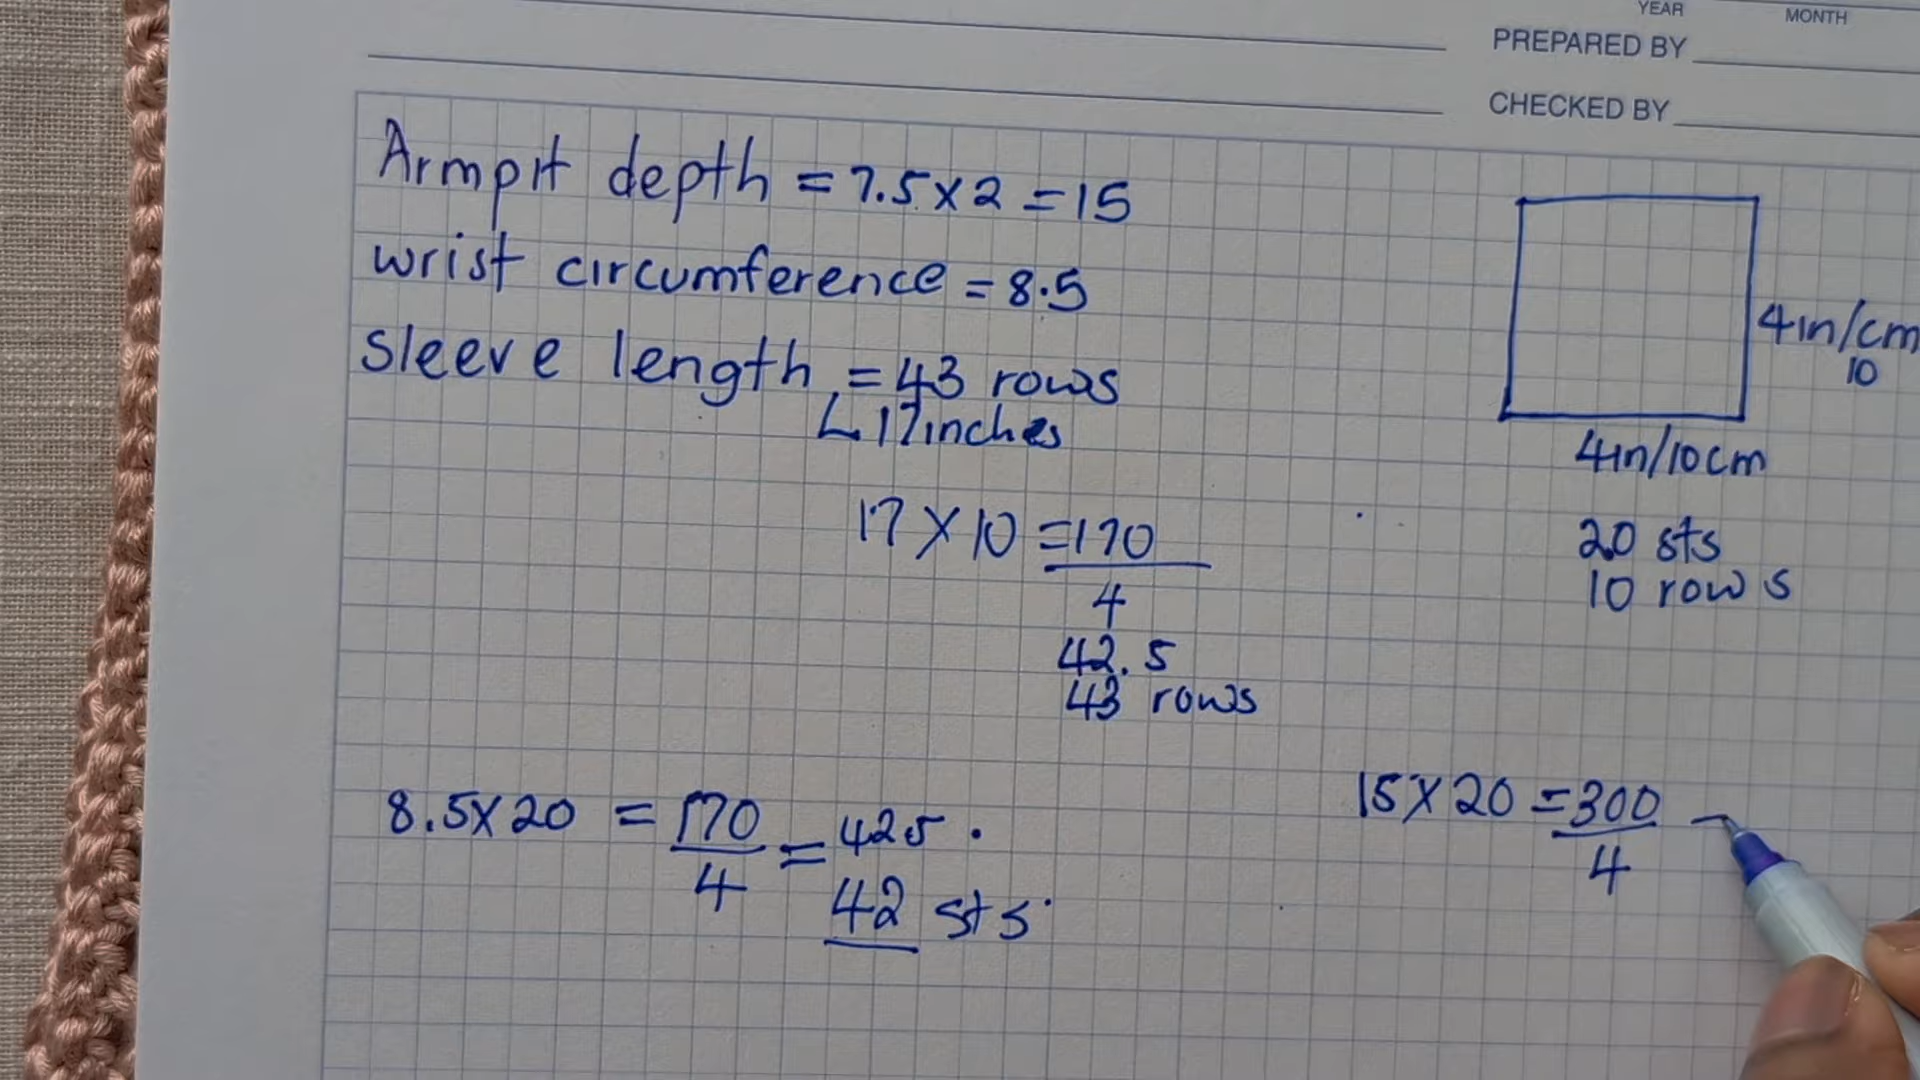 YEAR MONTH
PREPARED BY
CHECKED BY
Armpit depth = 7.5 x 2 = 15
wrist circumference = 8.5
sleeve length = 43 rows
17 inches
4in/cm
10
4in/10cm
20 sts
10 rows
17 X 10 = 170
4
42.5
43 rows
8.5 X 20 = 170
4
= 425.
42 sts
15 X 20 = 300
4